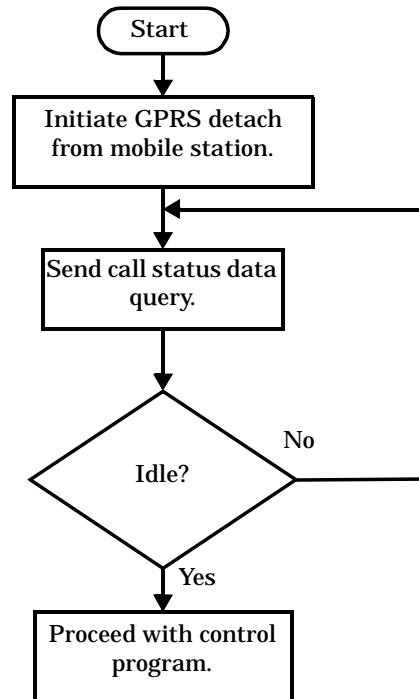 Start
Initiate GPRS detach
from mobile station.
Send call status data
query.
Idle?
No
Yes
Proceed with control
program.